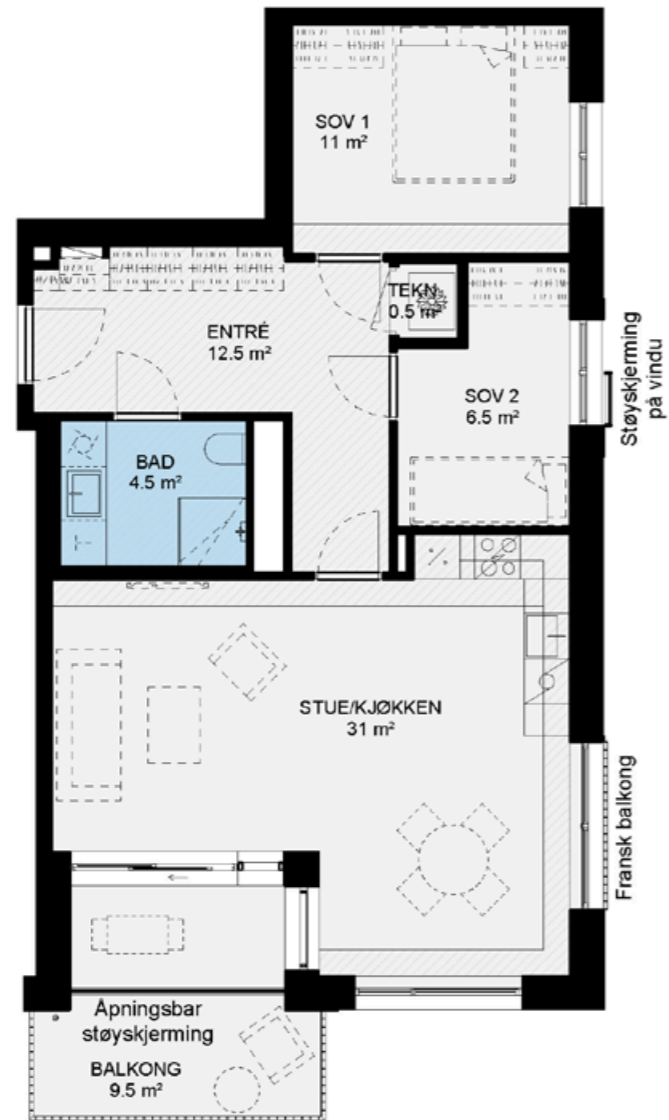 SOV 1
11 m²
TEKN
0.5 m²
ENTRÉ
12.5 m²
SOV 2
6.5 m²
Støyskjerming
på vindu
BAD
4.5 m²
STUE/KJØKKEN
31 m²
Fransk balkong
Åpningsbar
støyskjerming
BALKONG
9.5 m²